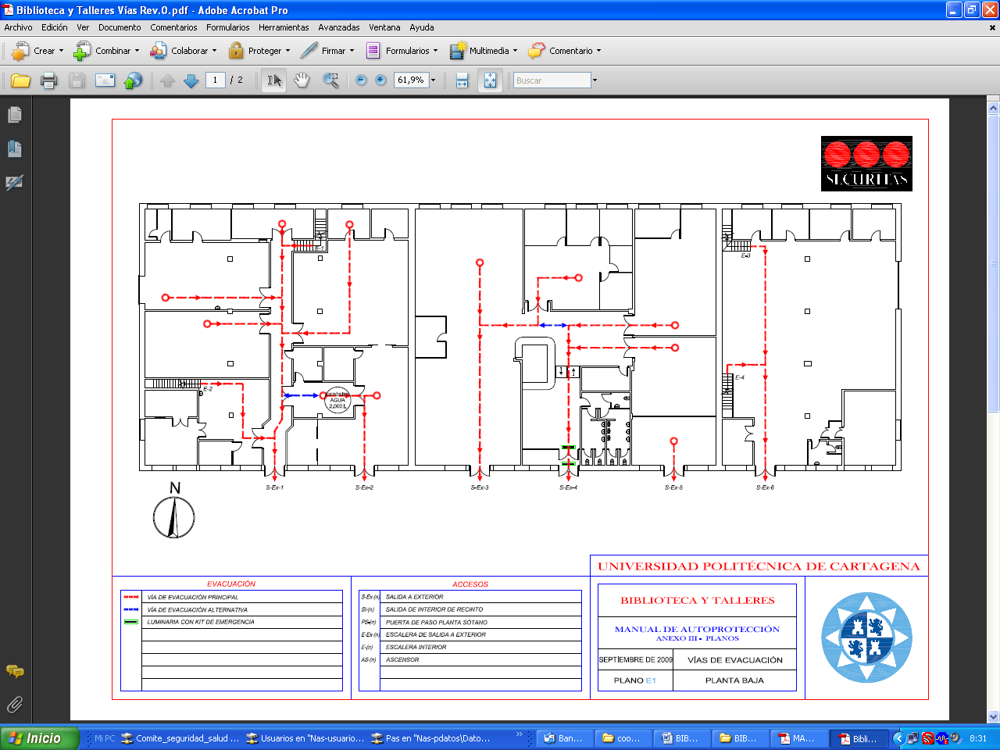 Biblioteca y Talleres Vías Rev.0.pdf - Adobe Acrobat Pro
Archivo Edición Ver Documento Comentarios Formularios Herramientas Avanzadas Ventana Ayuda
Crear Combinar Colaborar Proteger Firmar Formularios Multimedia Comentario
1 / 2 61,9% Buscar
SECURITAS
E-1
E-3
E-2
E-4
AGUA
2.000 l.
S-Ex-1 S-Ex-2 S-Ex-3 S-Ex-4 S-Ex-5 S-Ex-6
N
UNIVERSIDAD POLITÉCNICA DE CARTAGENA
EVACUACIÓN
VÍA DE EVACUACIÓN PRINCIPAL
VÍA DE EVACUACIÓN ALTERNATIVA
LUMINARIA CON KIT DE EMERGENCIA
ACCESOS
S-Ex-(n) SALIDA A EXTERIOR
SI-(n) SALIDA DE INTERIOR DE RECINTO
PS-(n) PUERTA DE PASO PLANTA SÓTANO
E-Ex-(n) ESCALERA DE SALIDA A EXTERIOR
E-(n) ESCALERA INTERIOR
AS-(n) ASCENSOR
BIBLIOTECA Y TALLERES
MANUAL DE AUTOPROTECCIÓN
ANEXO III - PLANOS
SEPTIEMBRE DE 2009 VÍAS DE EVACUACIÓN
PLANO E1 PLANTA BAJA
Inicio Mi PC Comite_seguridad_salud ... Usuarios en "Nas-usuario... Pas en "Nas-pdatos\Dato... » Ban... coo... BIB... BIB... MA... Bibli... 8:31